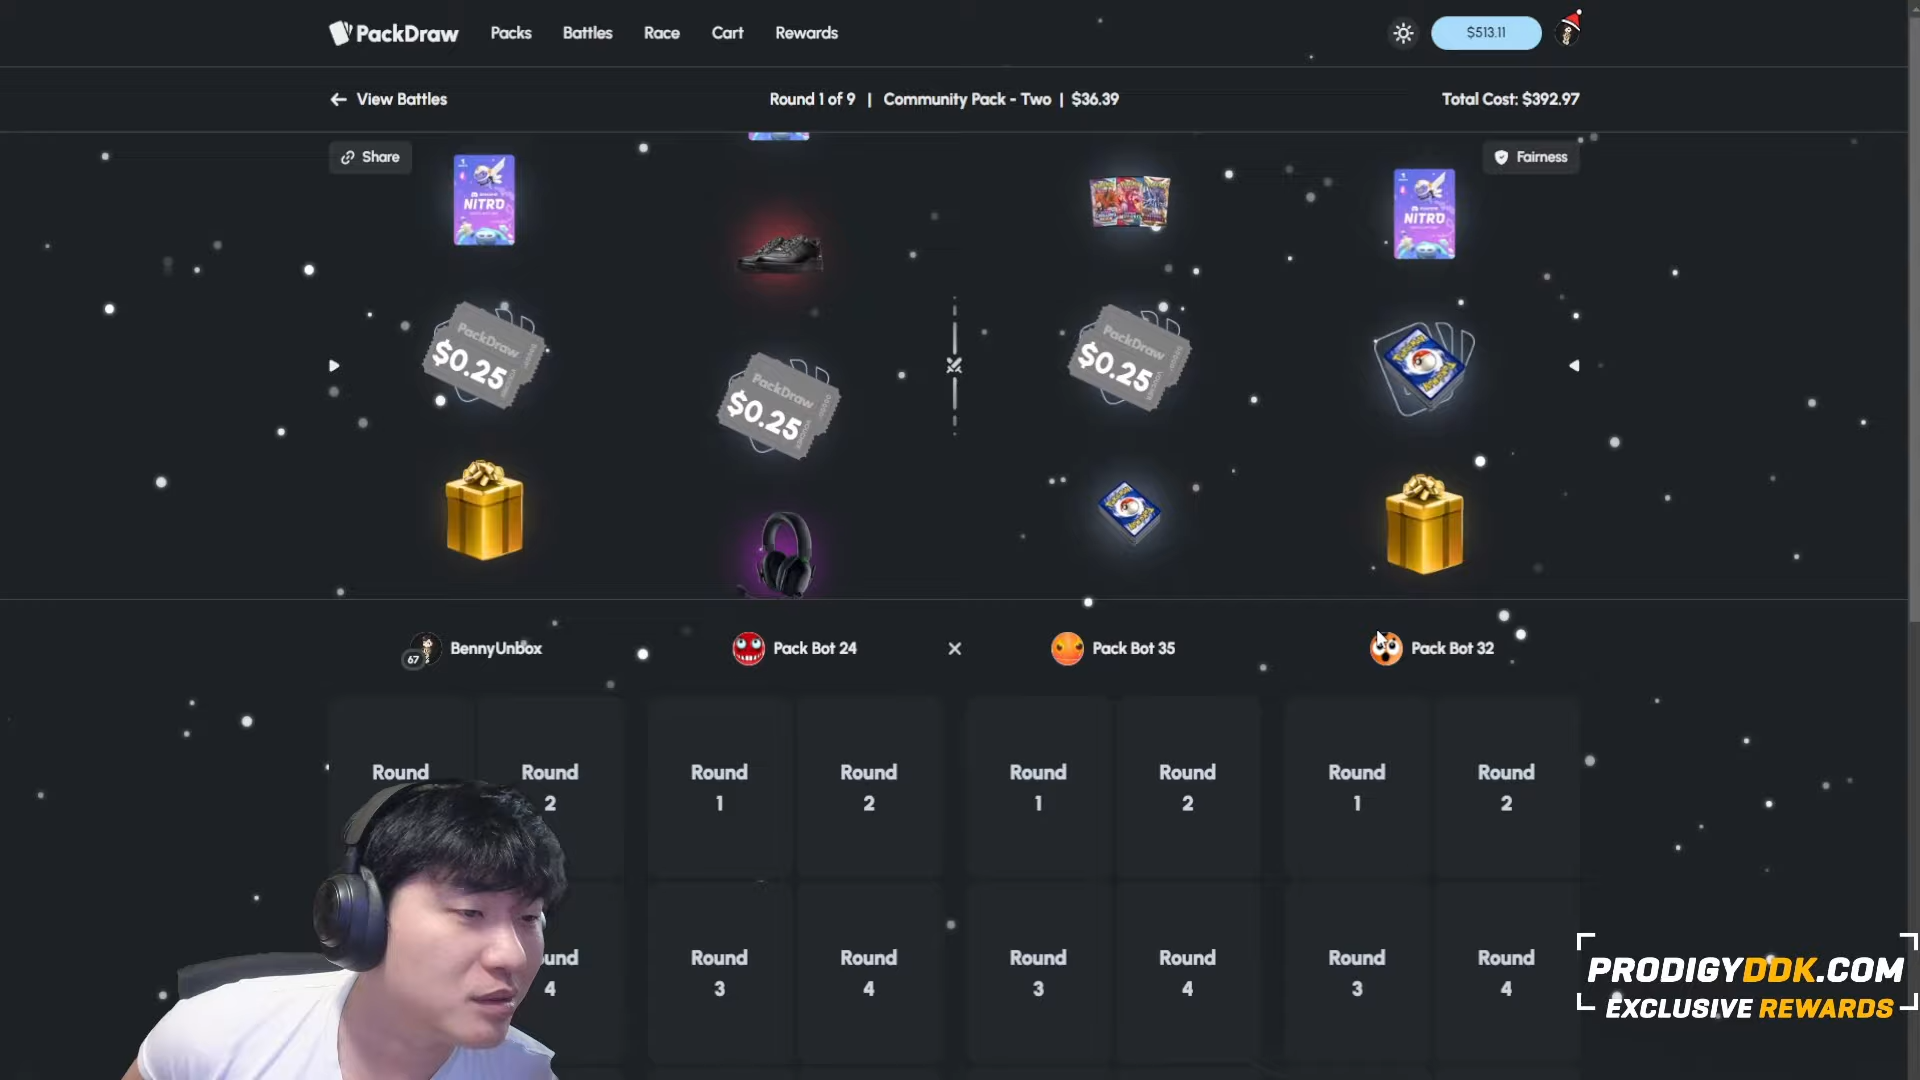 PackDraw Packs Battles Race Cart Rewards $513.11
View Battles Round 1 of 9 | Community Pack - Two | $36.39 Total Cost: $392.97
Share Fairness
NITRO NITRO
PackDraw PackDraw
$0.25 $0.25
PackDraw
$0.25
67 BennyUnbox Pack Bot 24 Pack Bot 35 Pack Bot 32
Round Round Round Round Round Round Round Round
2 1 2 1 2 1 2
Round Round Round Round Round Round
4 3 4 3 4 3 4
PRODIGYDDK.COM
EXCLUSIVE REWARDS